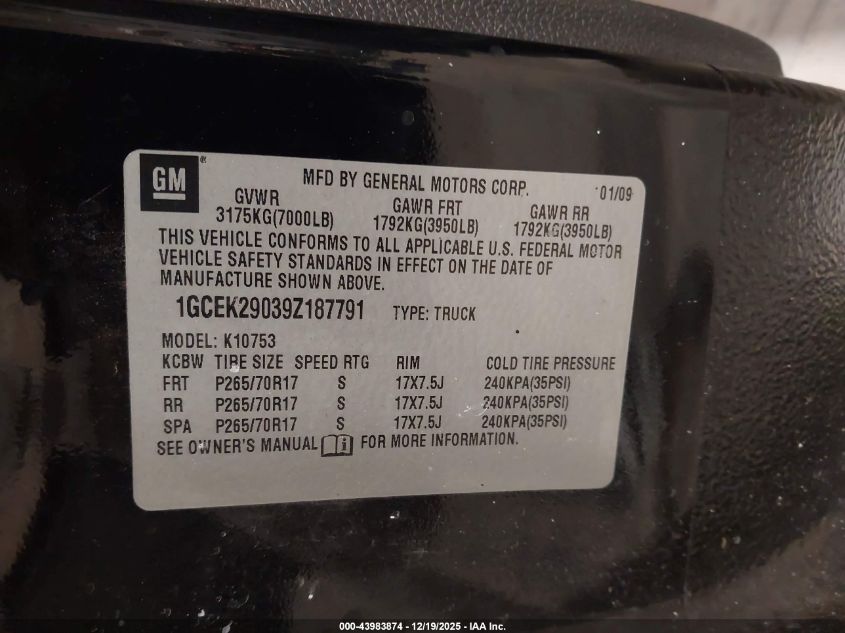 GM ®
MFD BY GENERAL MOTORS CORP. 01/09
GVWR GAWR FRT GAWR RR
3175KG(7000LB) 1792KG(3950LB) 1792KG(3950LB)
THIS VEHICLE CONFORMS TO ALL APPLICABLE U.S. FEDERAL MOTOR
VEHICLE SAFETY STANDARDS IN EFFECT ON THE DATE OF
MANUFACTURE SHOWN ABOVE.
1GCEK29039Z187791 TYPE: TRUCK
MODEL: K10753
KCBW TIRE SIZE SPEED RTG RIM COLD TIRE PRESSURE
FRT P265/70R17 S 17X7.5J 240KPA(35PSI)
RR P265/70R17 S 17X7.5J 240KPA(35PSI)
SPA P265/70R17 S 17X7.5J 240KPA(35PSI)
SEE OWNER'S MANUAL FOR MORE INFORMATION.
000-43983874 / 12/19/2025 - IAA Inc.